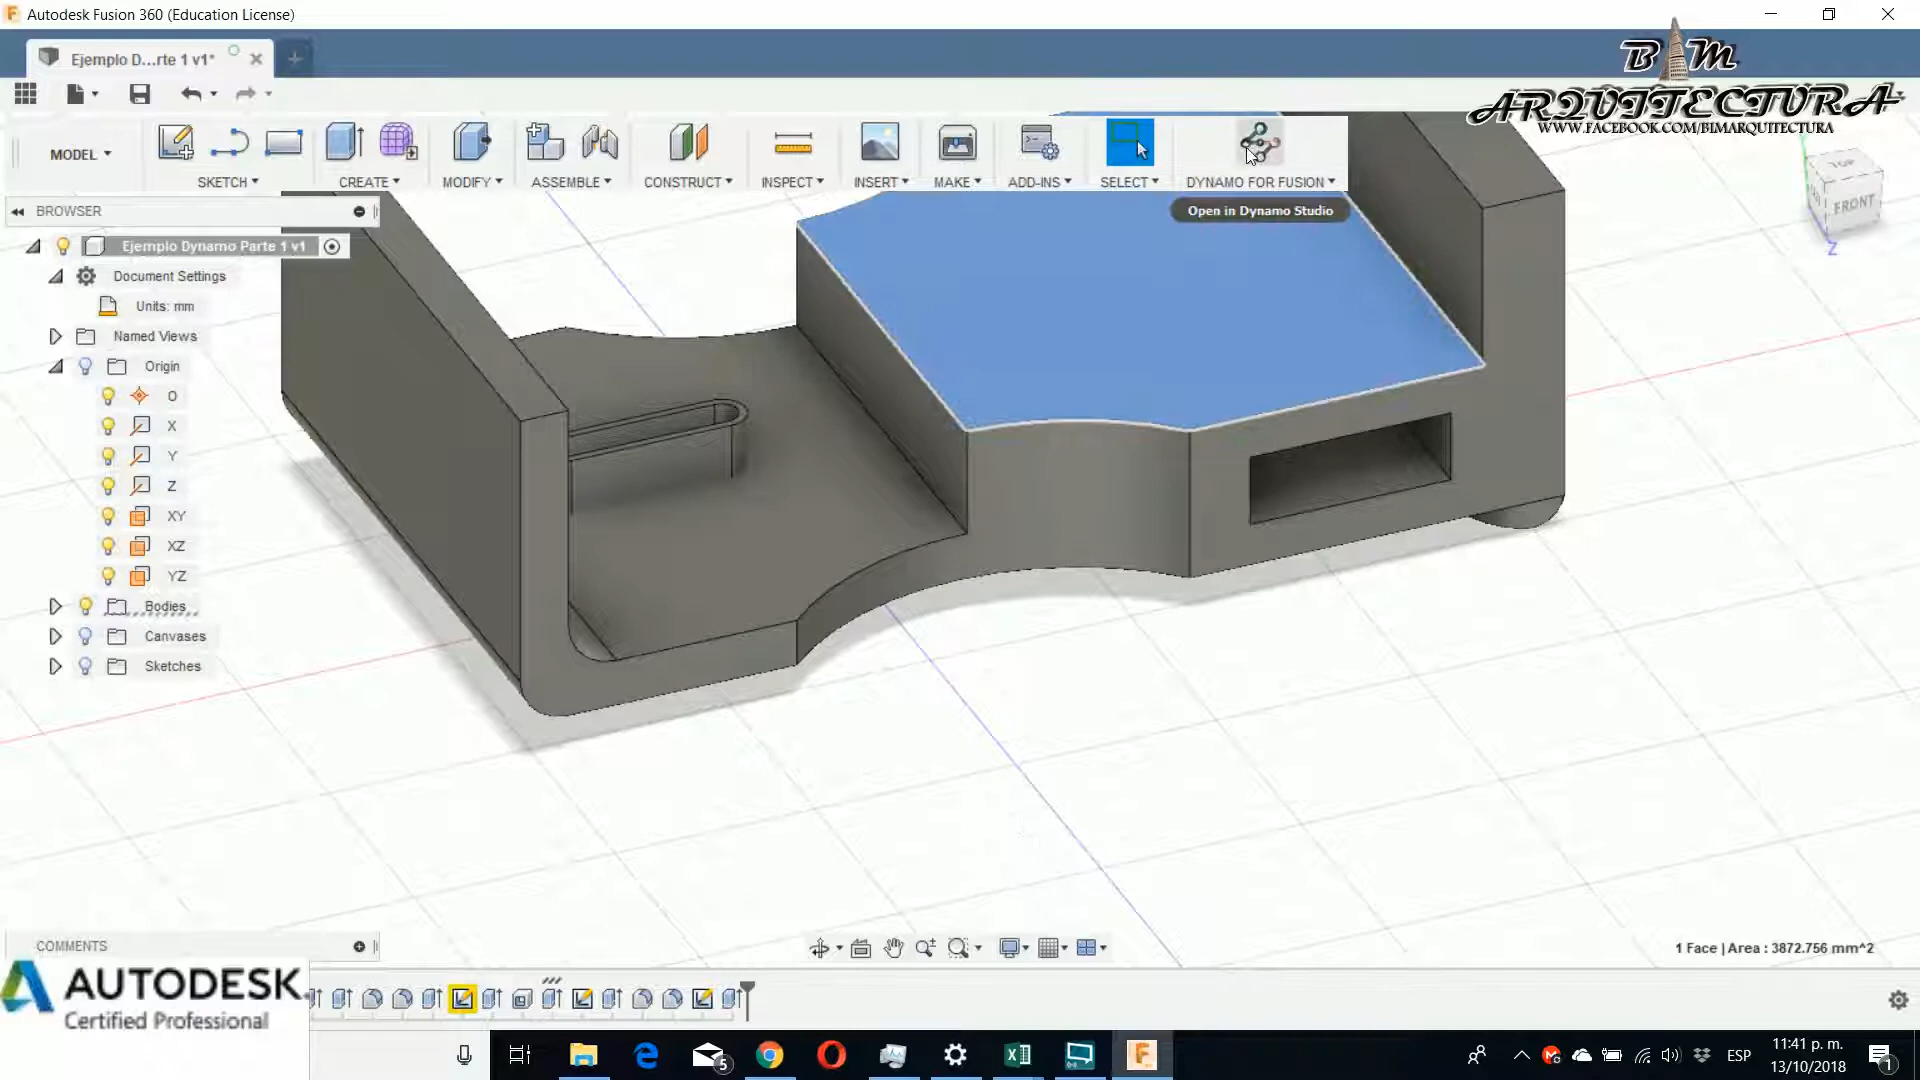 Autodesk Fusion 360 (Education License)
Ejemplo D...rte 1 v1*
BIM
ARQUITECTURA
WWW.FACEBOOK.COM/BIMARQUITECTURA
MODEL
SKETCH
CREATE
MODIFY
ASSEMBLE
CONSTRUCT
INSPECT
INSERT
MAKE
ADD-INS
SELECT
DYNAMO FOR FUSION
Open in Dynamo Studio
TOP
FRONT
Z
BROWSER
Ejemplo Dynamo Parte 1 v1
Document Settings
Units: mm
Named Views
Origin
O
X
Y
Z
XY
XZ
YZ
Bodies
Canvases
Sketches
COMMENTS
1 Face | Area : 3872.756 mm^2
AUTODESK.
Certified Professional
5
ESP
11:41 p. m.
13/10/2018
1